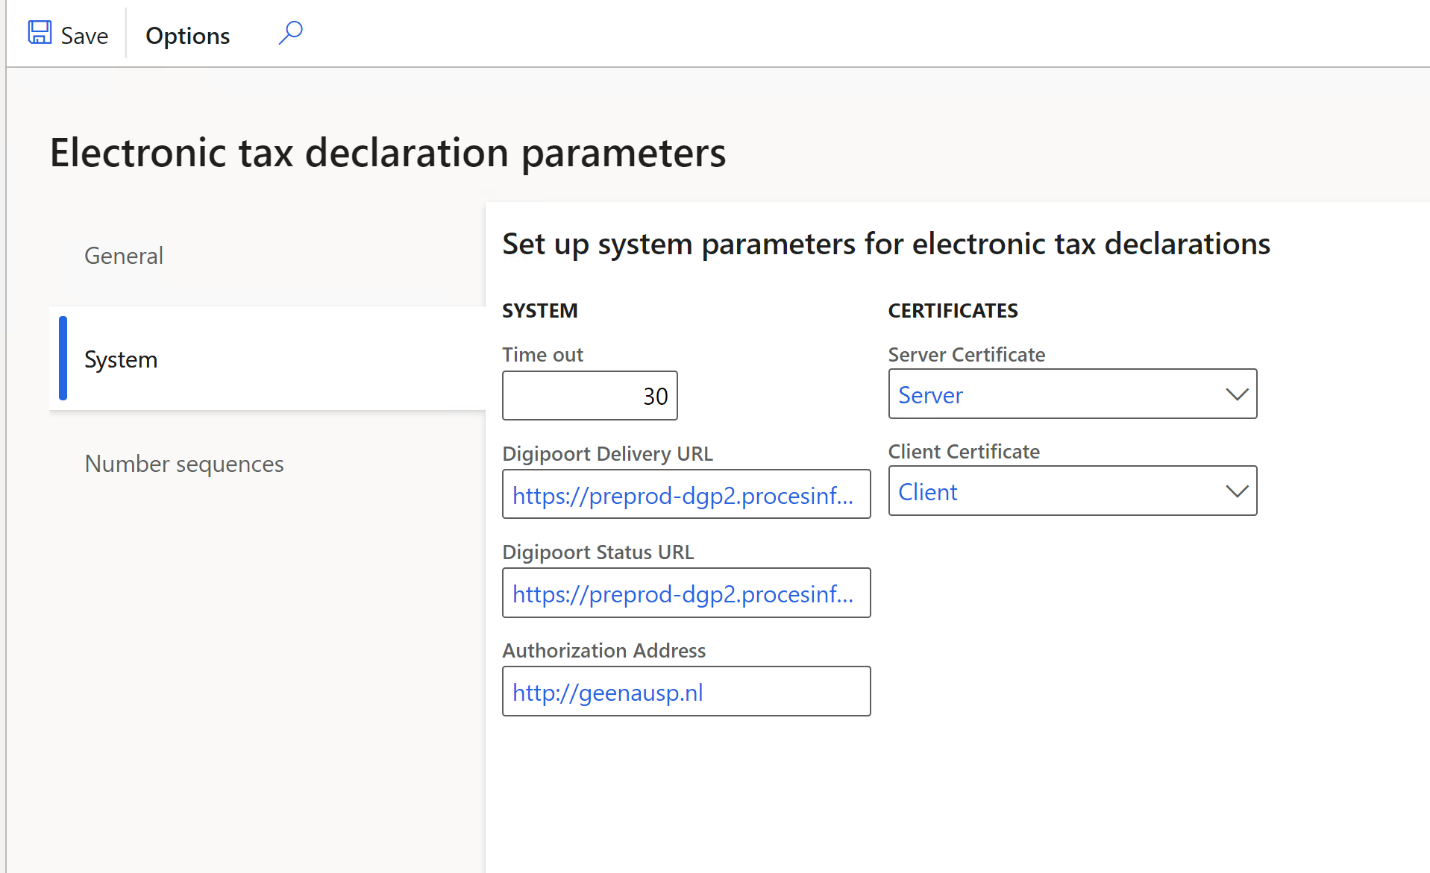 Save
Options
Electronic tax declaration parameters
General
System
Number sequences
Set up system parameters for electronic tax declarations
SYSTEM
Time out
30
Digipoort Delivery URL
https://preprod-dgp2.procesinf...
Digipoort Status URL
https://preprod-dgp2.procesinf...
Authorization Address
http://geenausp.nl
CERTIFICATES
Server Certificate
Server
Client Certificate
Client